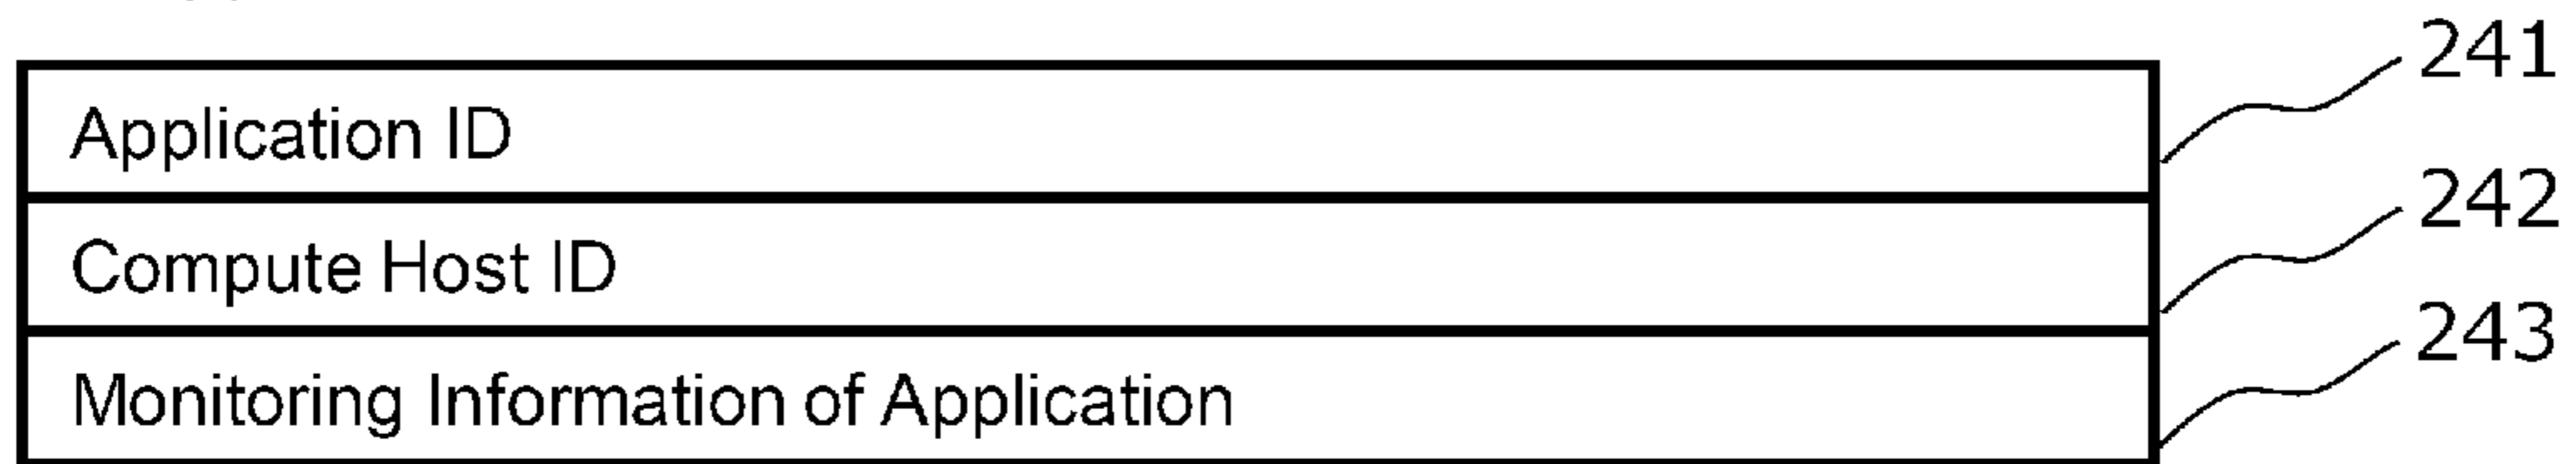 241
Application ID
242
Compute Host ID
243
Monitoring Information of Application